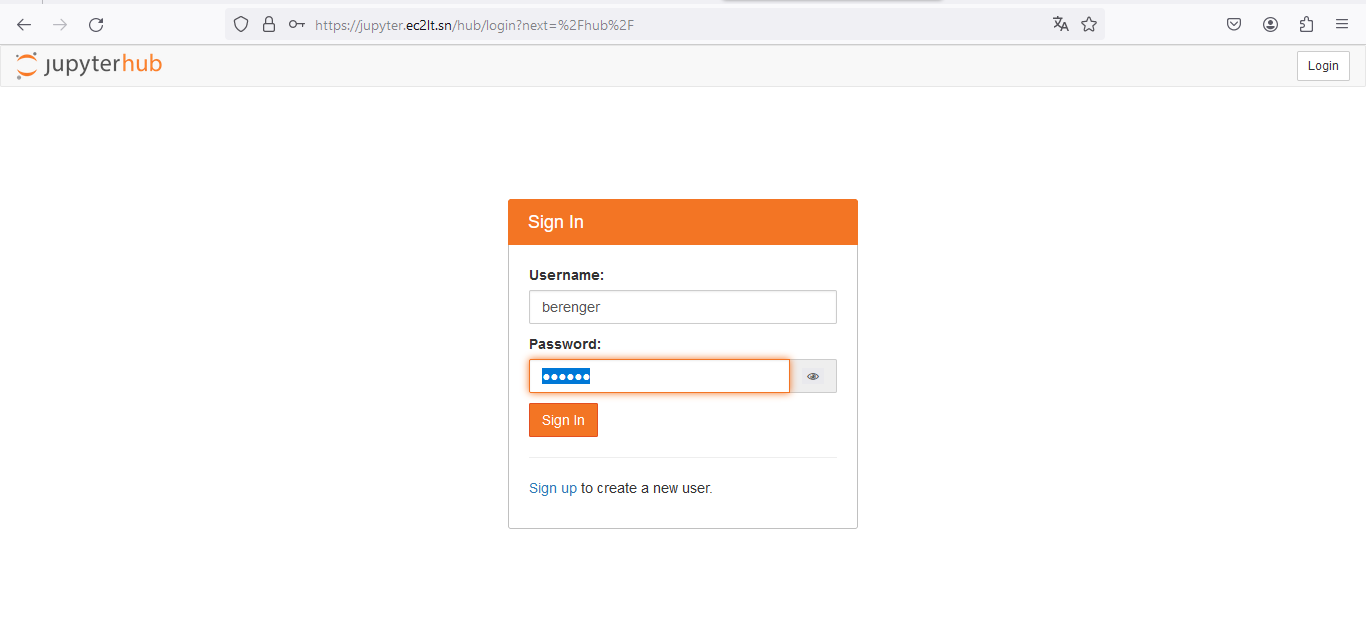 https://jupyter.ec2lt.sn/hub/login?next=%2Fhub%2F
jupyterhub
Login
Sign In
Username:
berenger
Password:
●●●●●●
Sign In
Sign up to create a new user.